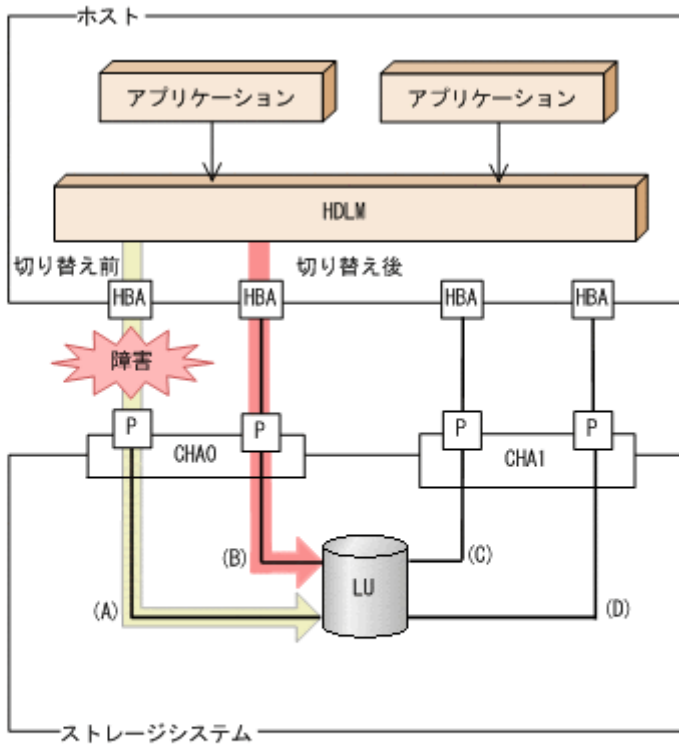 ホスト
アプリケーション
アプリケーション
HDLM
切り替え前
切り替え後
HBA
HBA
HBA
HBA
障害
P
P
P
P
CHA0
CHA1
(B)
(C)
LU
(A)
(D)
ストレージシステム